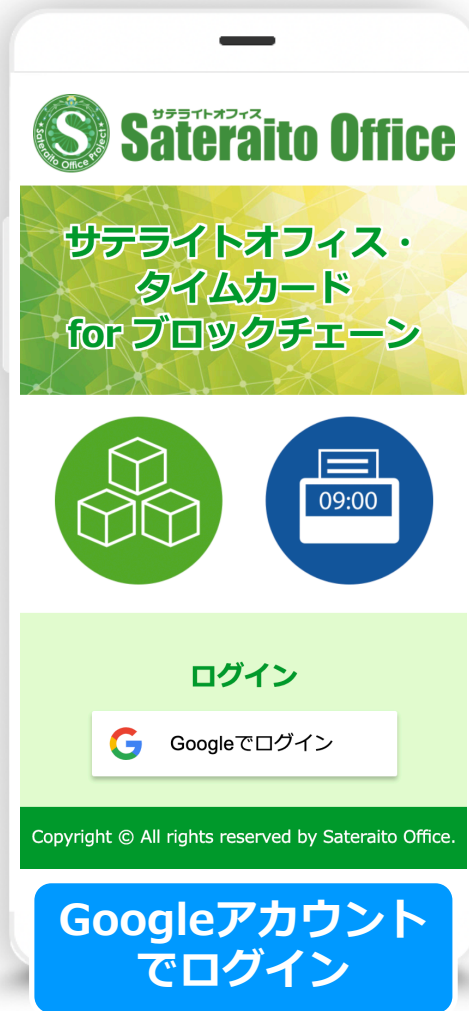 サテライトオフィス
Sateraito Office
S
Sateraito Office Project
サテライトオフィス・
タイムカード
for ブロックチェーン
09:00
ログイン
Googleでログイン
Copyright © All rights reserved by Sateraito Office.
Googleアカウント
でログイン